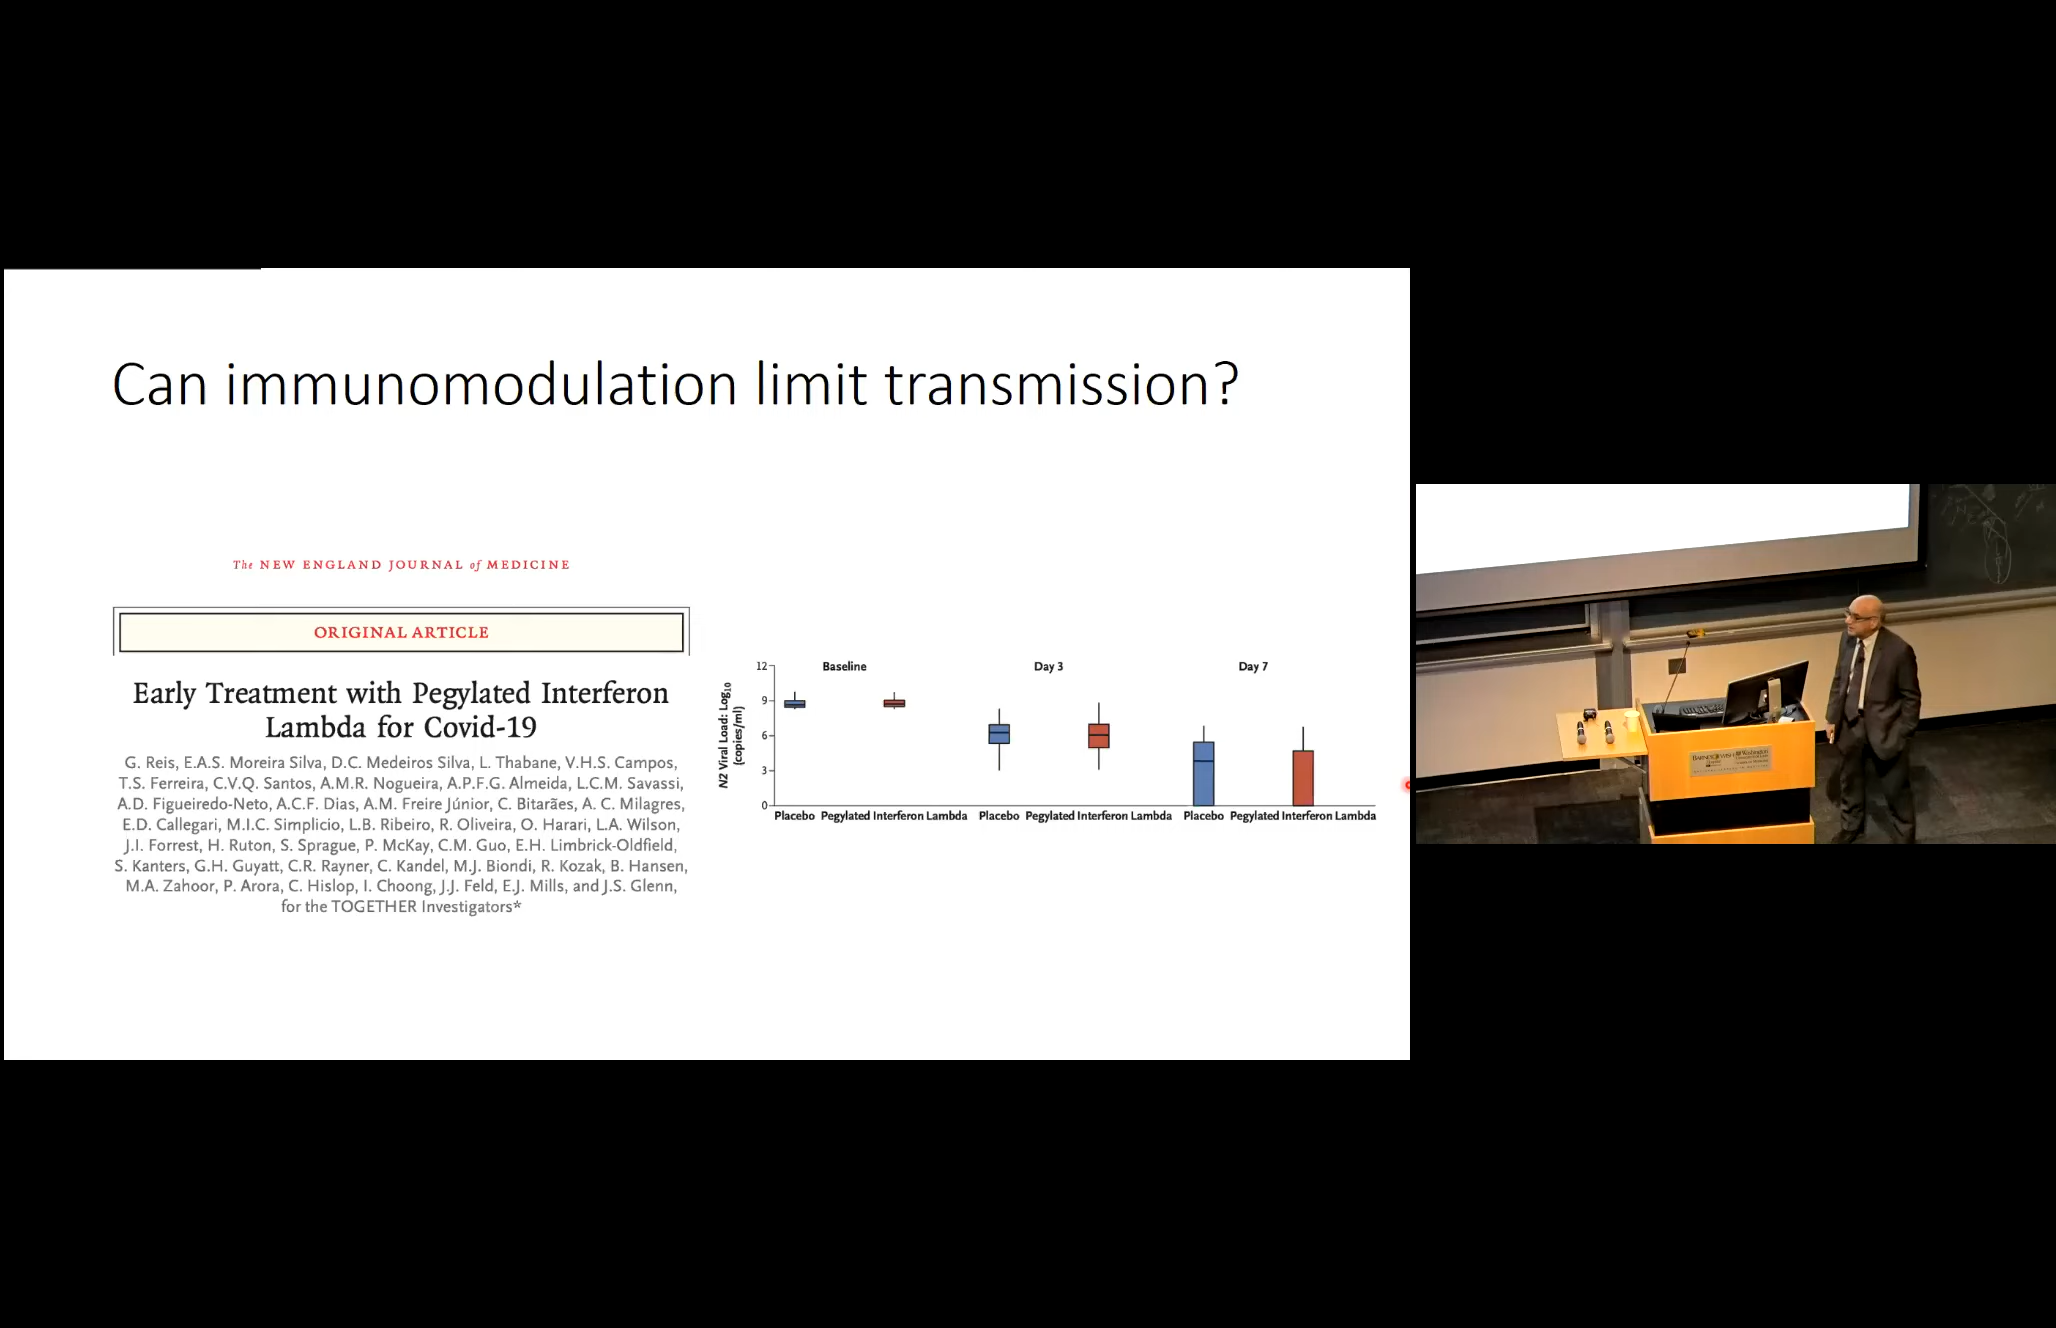 Can immunomodulation limit transmission?
The NEW ENGLAND JOURNAL of MEDICINE
ORIGINAL ARTICLE
Early Treatment with Pegylated Interferon
Lambda for Covid-19
G. Reis, E.A.S. Moreira Silva, D.C. Medeiros Silva, L. Thabane, V.H.S. Campos,
T.S. Ferreira, C.V.Q. Santos, A.M.R. Nogueira, A.P.F.G. Almeida, L.C.M. Savassi,
A.D. Figueiredo-Neto, A.C.F. Dias, A.M. Freire Júnior, C. Bitarães, A. C. Milagres,
E.D. Callegari, M.I.C. Simplicio, L.B. Ribeiro, R. Oliveira, O. Harari, L.A. Wilson,
J.I. Forrest, H. Ruton, S. Sprague, P. McKay, C.M. Guo, E.H. Limbrick-Oldfield,
S. Kanters, G.H. Guyatt, C.R. Rayner, C. Kandel, M.J. Biondi, R. Kozak, B. Hansen,
M.A. Zahoor, P. Arora, C. Hislop, I. Choong, J.J. Feld, E.J. Mills, and J.S. Glenn,
for the TOGETHER Investigators*
N2 Viral Load: Log10
(copies/ml)
12
9
6
3
0
Baseline
Day 3
Day 7
Placebo Pegylated Interferon Lambda
Placebo Pegylated Interferon Lambda
Placebo Pegylated Interferon Lambda